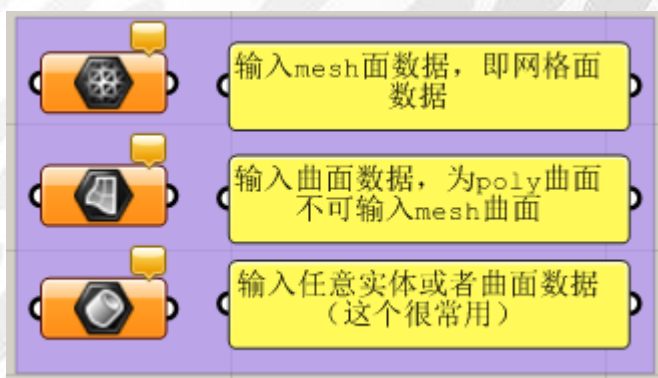 输入mesh面数据，即网格面
数据
输入曲面数据，为poly曲面
不可输入mesh曲面
输入任意实体或者曲面数据
（这个很常用）